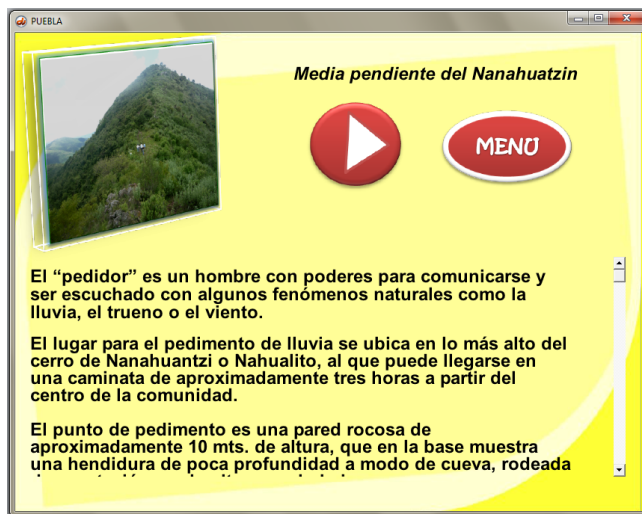 PUEBLA
Media pendiente del Nanahuatzin
MENU
El “pedidor” es un hombre con poderes para comunicarse y
ser escuchado con algunos fenómenos naturales como la
lluvia, el trueno o el viento.
El lugar para el pedimento de lluvia se ubica en lo más alto del
cerro de Nanahuantzi o Nahualito, al que puede llegarse en
una caminata de aproximadamente tres horas a partir del
centro de la comunidad.
El punto de pedimento es una pared rocosa de
aproximadamente 10 mts. de altura, que en la base muestra
una hendidura de poca profundidad a modo de cueva, rodeada